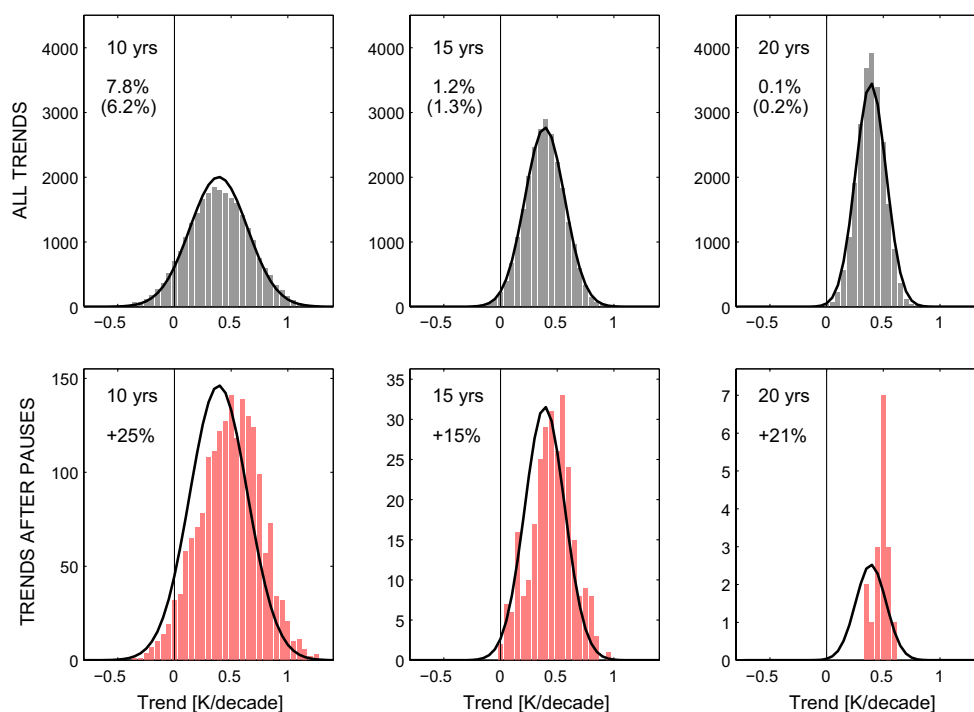 ALL TRENDS
10 yrs
7.8%
(6.2%)
4000
3000
2000
1000
0
−0.5 0 0.5 1
15 yrs
1.2%
(1.3%)
4000
3000
2000
1000
0
−0.5 0 0.5 1
20 yrs
0.1%
(0.2%)
4000
3000
2000
1000
0
−0.5 0 0.5 1
TRENDS AFTER PAUSES
10 yrs
+25%
150
100
50
0
−0.5 0 0.5 1
Trend [K/decade]
15 yrs
+15%
35
30
25
20
15
10
5
0
−0.5 0 0.5 1
Trend [K/decade]
20 yrs
+21%
7
6
5
4
3
2
1
0
−0.5 0 0.5 1
Trend [K/decade]